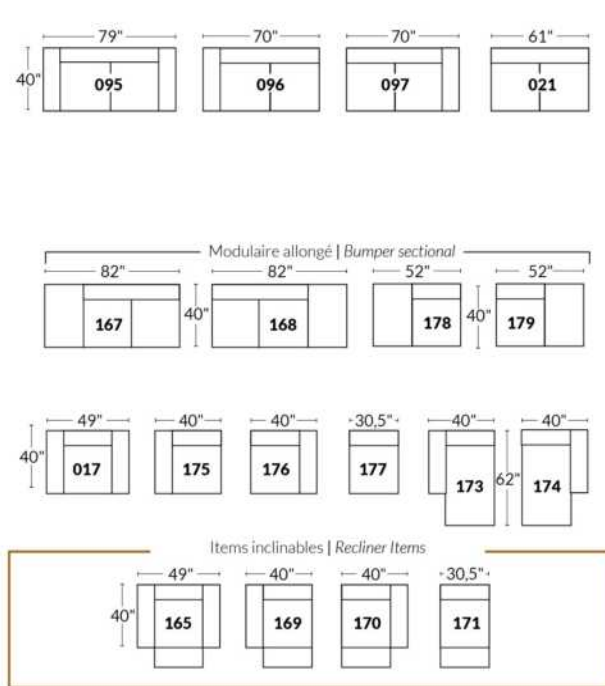 79" 70" 70" 61"
40" 095 096 097 021
Modulaire allongé | Bumper sectional
82" 82" 52" 52"
167 40" 168 178 40" 179
49" 40" 40" 30,5" 40" 40"
40" 017 175 176 177 173 62" 174
Items inclinables | Recliner Items
49" 40" 40" 30,5"
40" 165 169 170 171